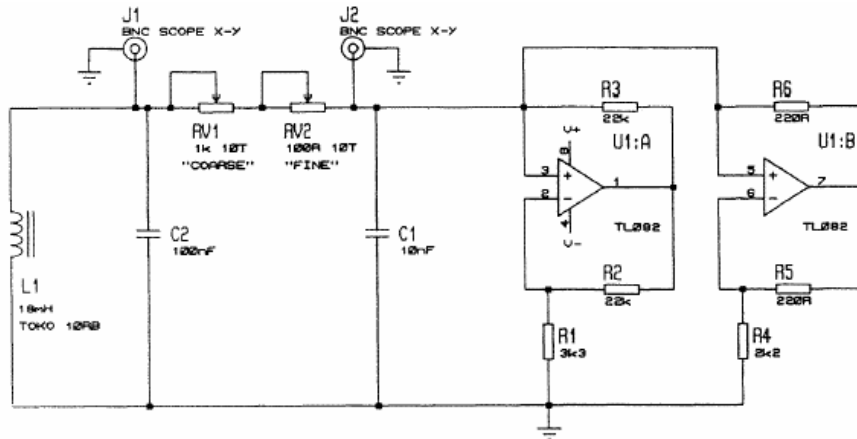 J1
BNC SCOPE X-Y
J2
BNC SCOPE X-Y
RV1
1k 10T
"COARSE"
RV2
100R 10T
"FINE"
R3
22k
R6
220R
U1:A
U1:B
V+
8
3
+
2
-
1
4
V-
TL082
5
+
6
-
7
TL082
L1
18mH
TOKO 10RB
C2
100nF
C1
10nF
R2
22k
R5
220R
R1
3k3
R4
2k2